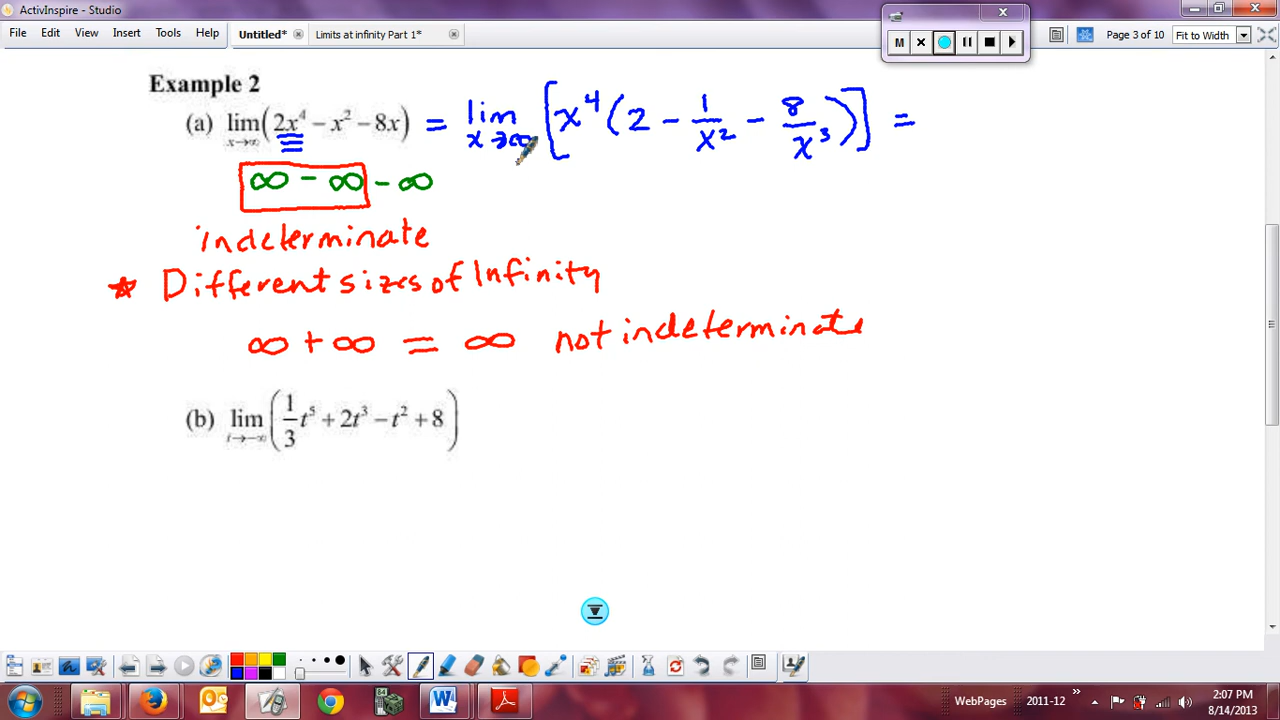 ActivInspire - Studio
File Edit View Insert Tools Help Untitled* Limits at infinity Part 1* Page 3 of 10 Fit to Width
M
Example 2
(a) lim x→∞ (2x⁴ − x² − 8x) = lim x→∞ [x⁴(2 − 1/x² − 8/x³)] =
∞ − ∞ − ∞
indeterminate
* Different sizes of Infinity
∞ + ∞ = ∞ not indeterminate
(b) lim t→−∞ (1/3 t⁵ + 2t³ − t² + 8)
WebPages 2011-12 » 2:07 PM
8/14/2013